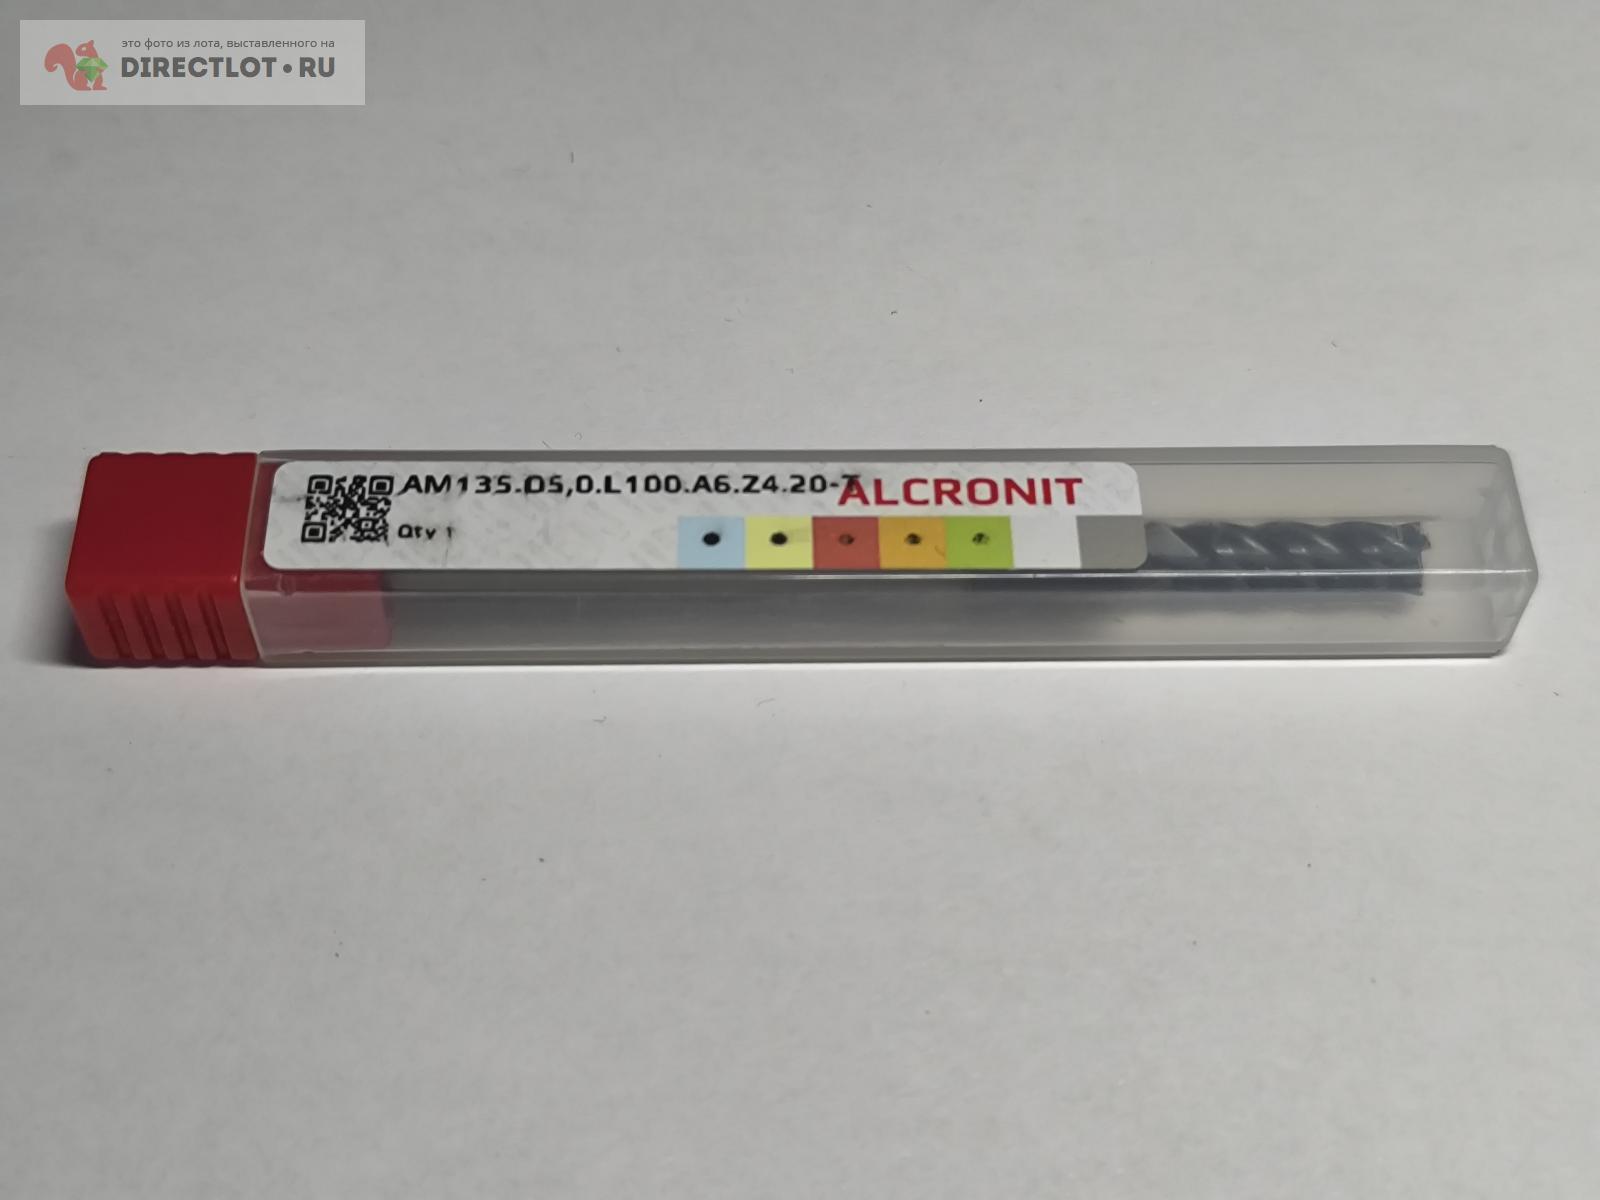 это фото из лота, выставленного на
DIRECTLOT•RU
AM135.D5,0.L100.A6.Z4.20-T
ALCRONIT
Qty 1